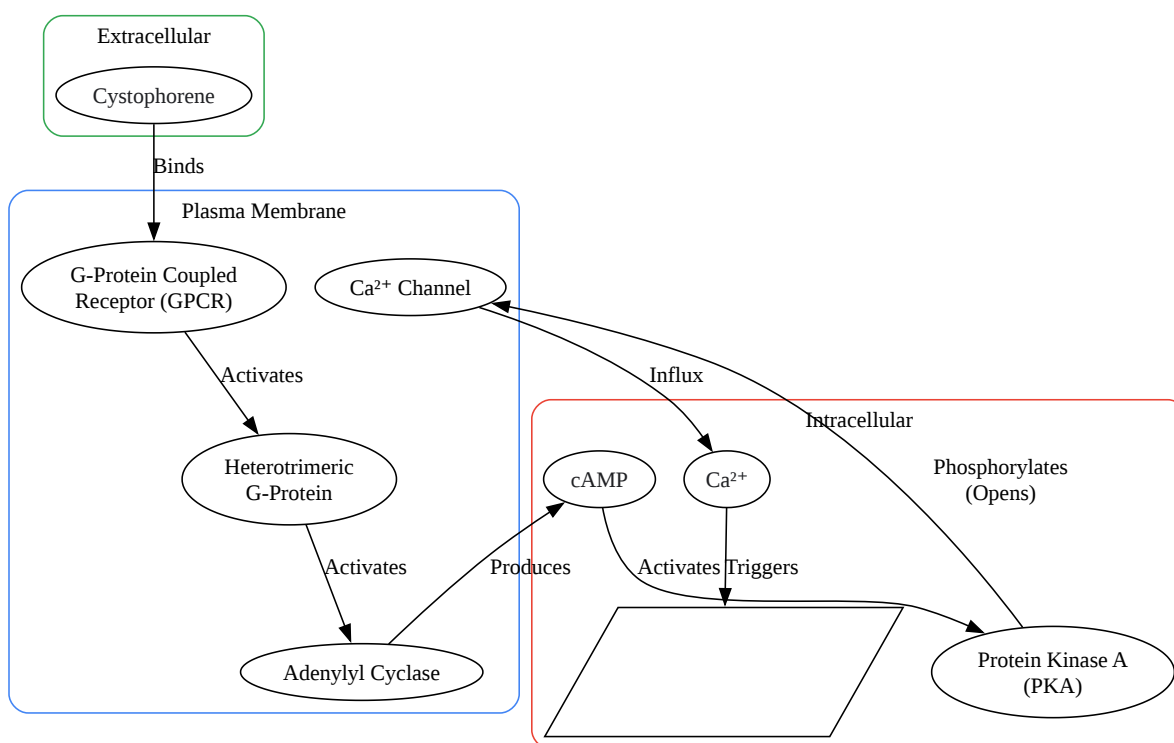 Extracellular
Cystophorene
Binds
Plasma Membrane
G-Protein Coupled
Receptor (GPCR)
Ca²⁺ Channel
Activates
Influx
Intracellular
Heterotrimeric
G-Protein
cAMP
Ca²⁺
Phosphorylates
(Opens)
Activates
Produces
Activates
Triggers
Adenylyl Cyclase
Protein Kinase A
(PKA)